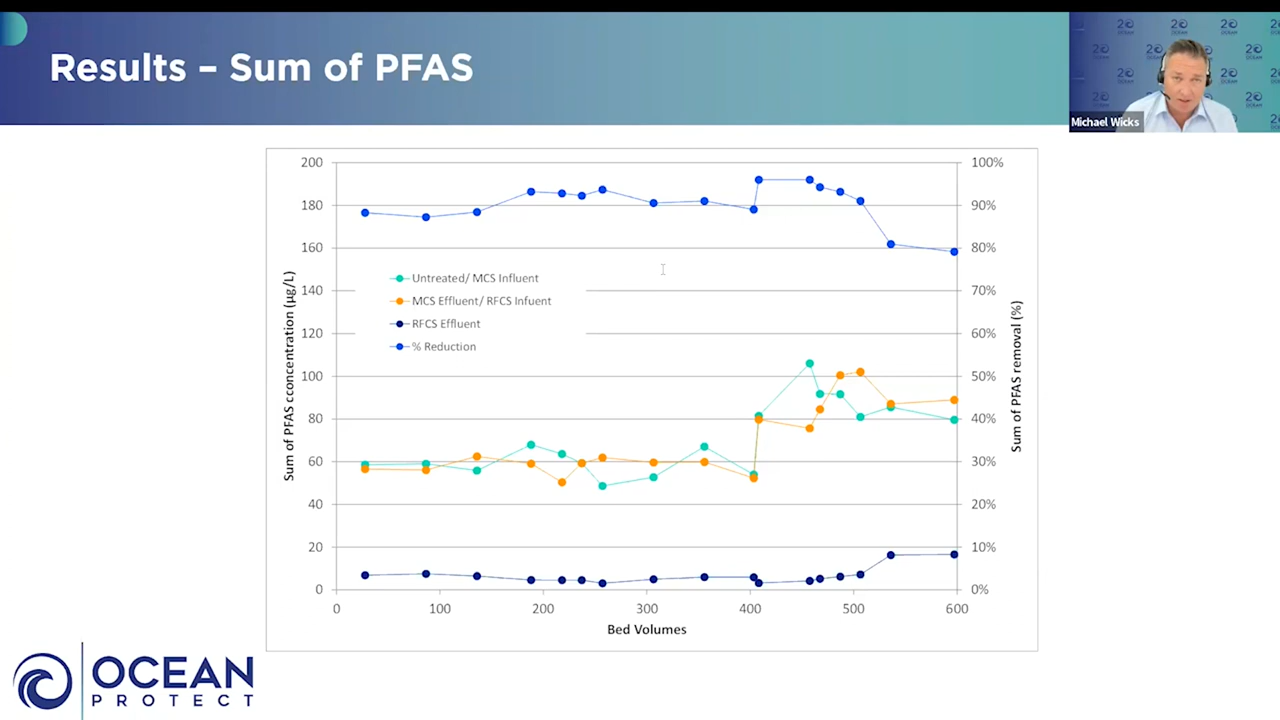 Results – Sum of PFAS
Michael Wicks
Sum of PFAS cconcentration (µg/L)
200
180
160
140
120
100
80
60
40
20
0
Untreated/ MCS Influent
MCS Effluent/ RFCS Infuent
RFCS Effluent
% Reduction
100%
90%
80%
70%
60%
50%
40%
30%
20%
10%
0%
Sum of PFAS removal (%)
0 100 200 300 400 500 600
Bed Volumes
OCEAN
PROTECT